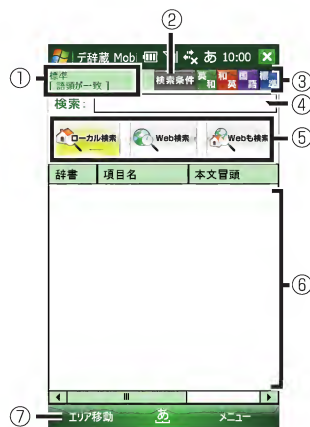 ②
デ辞蔵 Mobi あ 10:00
①
標準
[ 語頭が一致 ]
検索条件
英和 和英 国語 標準
③
検索:
④
ローカル検索 Web検索 Webも検索
⑤
辞書 項目名 本文冒頭
⑥
⑦
エリア移動 あ メニュー